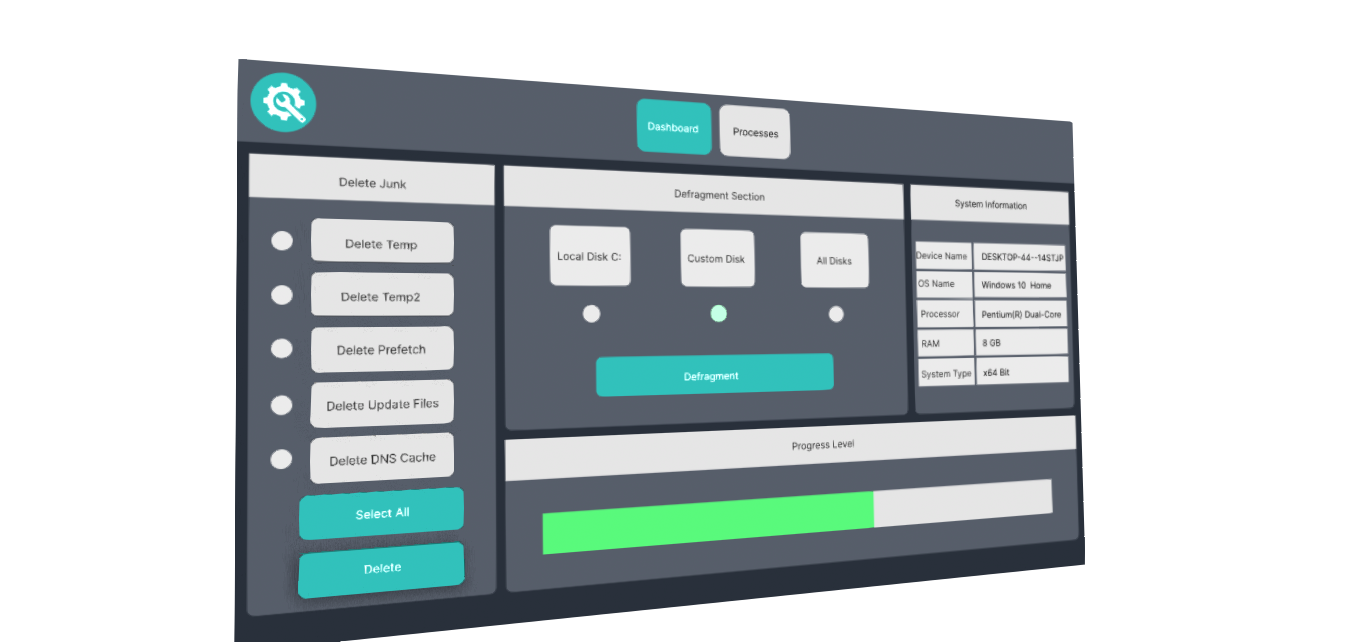 Dashboard
Processes
Delete Junk
Delete Temp
Delete Temp2
Delete Prefetch
Delete Update Files
Delete DNS Cache
Select All
Delete
Defragment Section
Local Disk C:
Custom Disk
All Disks
Defragment
System Information
Device Name DESKTOP-44--14STJP
OS Name Windows 10 Home
Processor Pentium(R) Dual-Core
RAM 8 GB
System Type x64 Bit
Progress Level